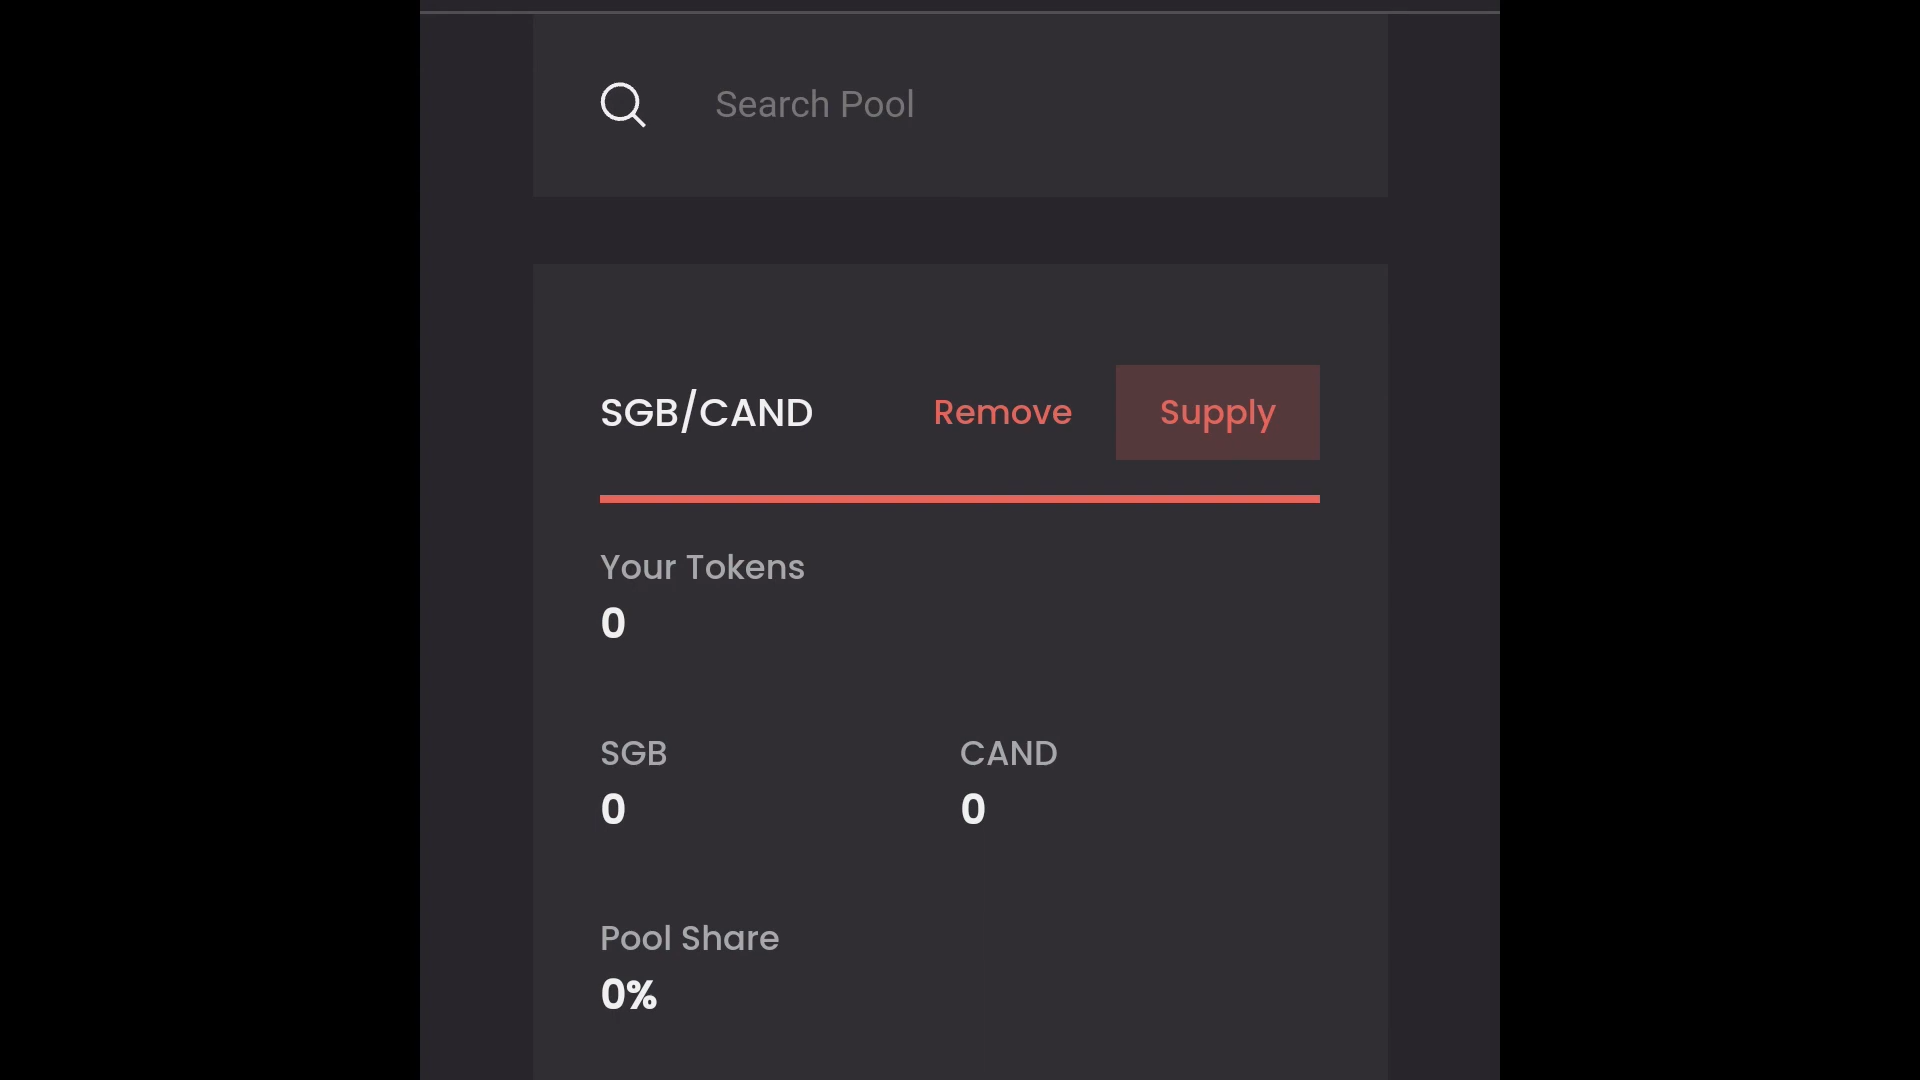 Search Pool
SGB/CAND Remove Supply
Your Tokens
0
SGB CAND
0 0
Pool Share
0%